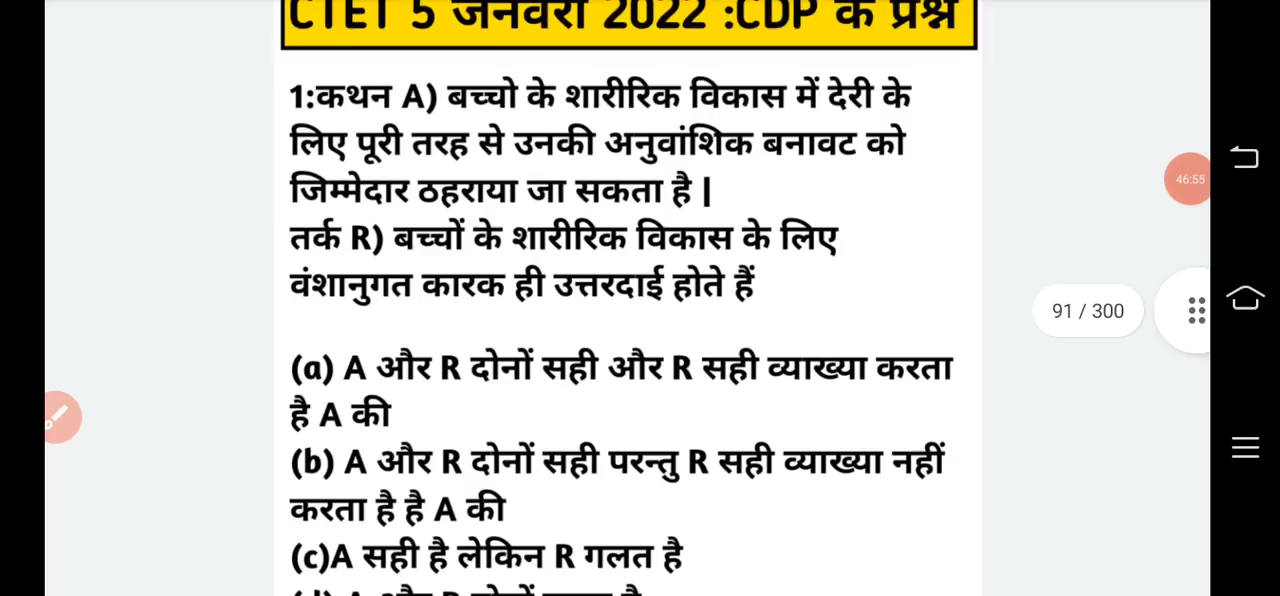 CTET 5 जनवरी 2022 :CDP के प्रश्न
1:कथन A) बच्चो के शारीरिक विकास में देरी के
लिए पूरी तरह से उनकी अनुवांशिक बनावट को
जिम्मेदार ठहराया जा सकता है |
तर्क R) बच्चों के शारीरिक विकास के लिए
वंशानुगत कारक ही उत्तरदाई होते हैं
(a) A और R दोनों सही और R सही व्याख्या करता
है A की
(b) A और R दोनों सही परन्तु R सही व्याख्या नहीं
करता है है A की
(c)A सही है लेकिन R गलत है
(d) A और R दोनों गलत है
46:55
91 / 300